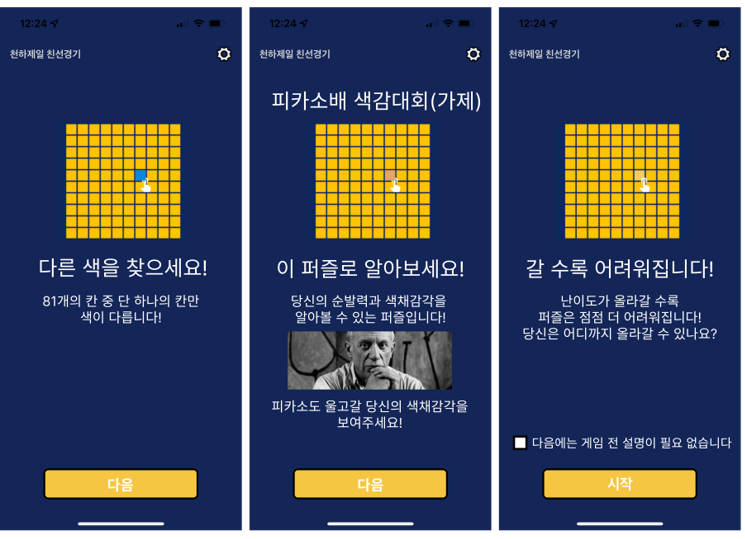 12:24
천하제일 친선경기
다른 색을 찾으세요!
81개의 칸 중 단 하나의 칸만
색이 다릅니다!
다음
12:24
천하제일 친선경기
피카소배 색감대회(가제)
이 퍼즐로 알아보세요!
당신의 순발력과 색채감각을
알아볼 수 있는 퍼즐입니다!
피카소도 울고갈 당신의 색채감각을
보여주세요!
다음
12:24
천하제일 친선경기
갈 수록 어려워집니다!
난이도가 올라갈 수록
퍼즐은 점점 더 어려워집니다!
당신은 어디까지 올라갈 수 있나요?
다음에는 게임 전 설명이 필요 없습니다
시작